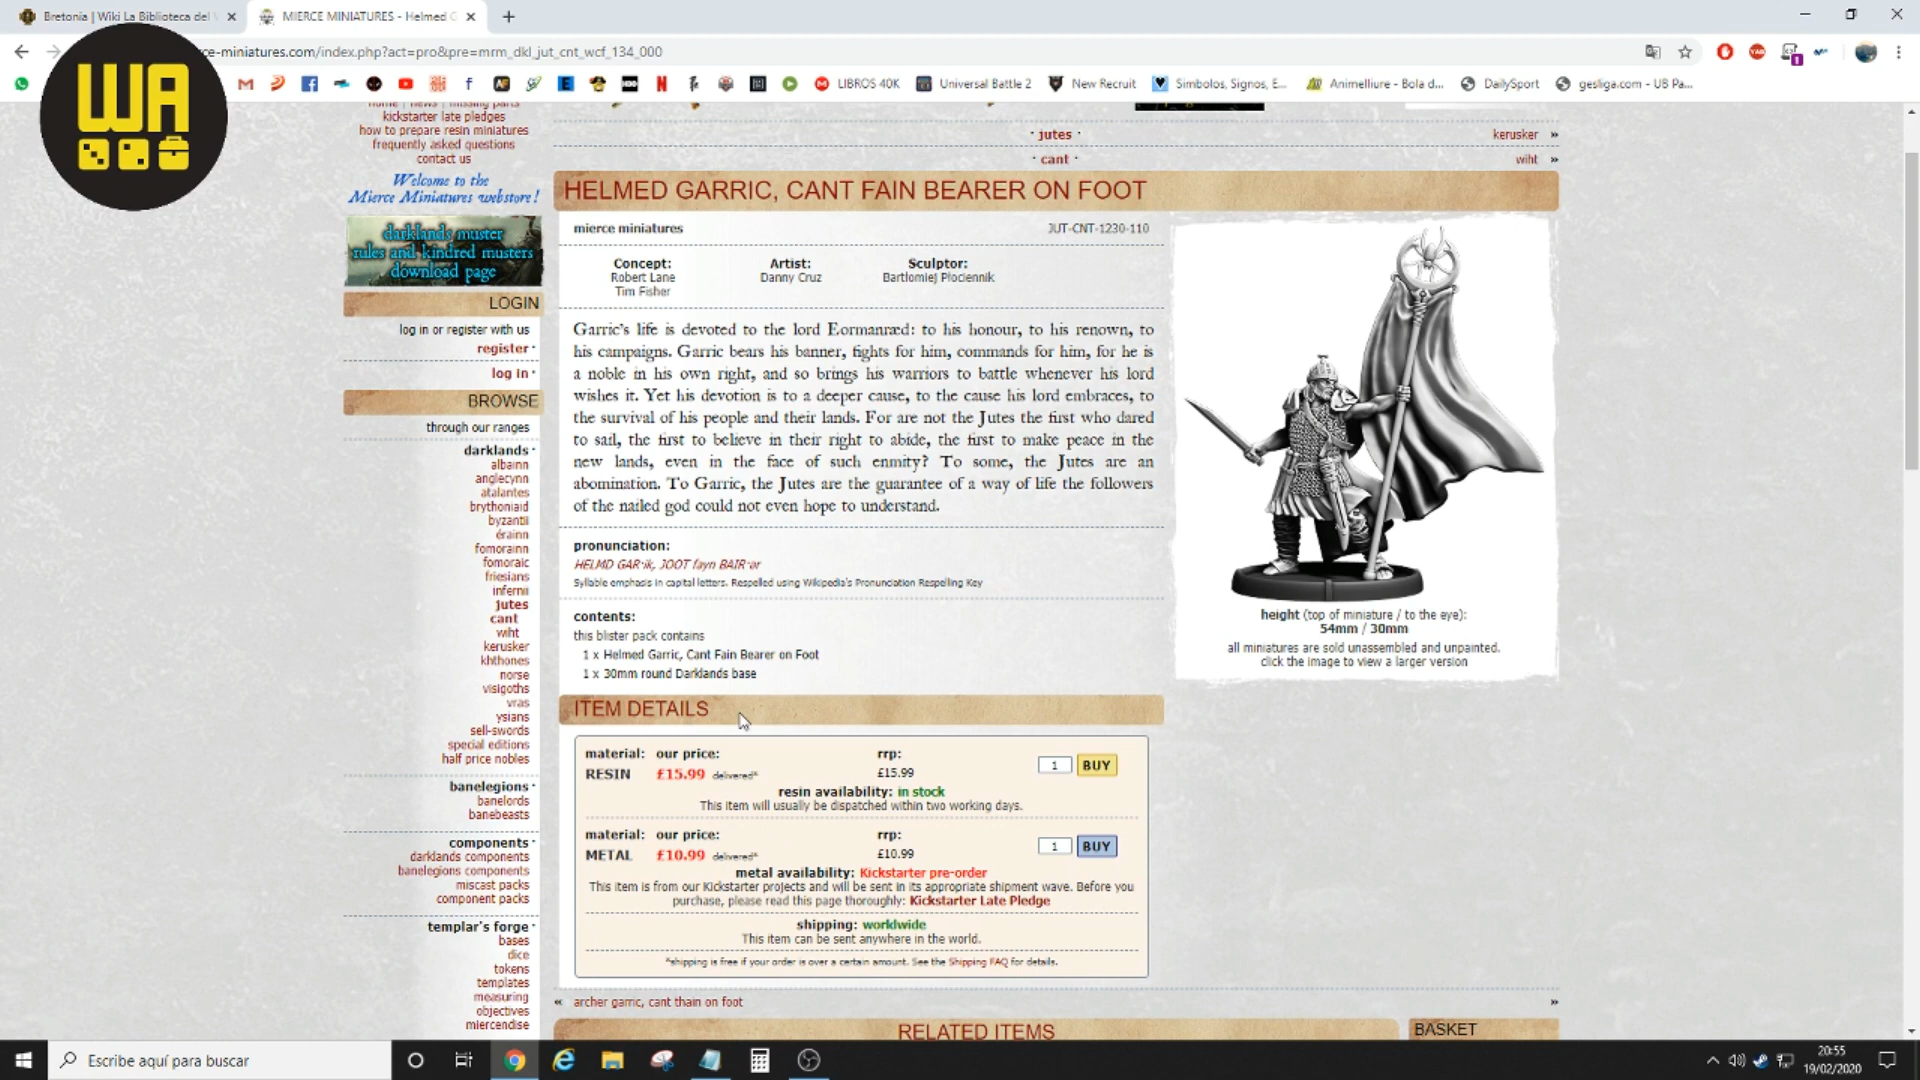 Bretonia | Wiki La Biblioteca del
MIERCE MINIATURES - Helmed G
ce-miniatures.com/index.php?act=pro&pre=mrm_dkl_jut_cnt_wcf_134_000
WA
LIBROS 40K
Universal Battle 2
New Recruit
Simbolos, Signos, E...
Animelliure - Bola d...
DailySport
gesliga.com - U8 Pa...
home | news | missing parts
kickstarter late pledges
how to prepare resin miniatures
frequently asked questions
contact us
Welcome to the
Mierce Miniatures webstore!
darklands muster
rules and kindred musters
download page
LOGIN
log in or register with us
register
log in
BROWSE
through our ranges
darklands
albainn
anglecynn
atalantes
brythoniaid
byzantii
érainn
fomorainn
fomoraic
friesians
infernii
jutes
cant
wiht
kerusker
khthones
norse
visigoths
vras
ysians
sell-swords
special editions
half price nobles
banelegions
banelords
banebeasts
components
darklands components
banelegions components
miscast packs
component packs
templar's forge
bases
dice
tokens
templates
measuring
objectives
miercendise
· jutes ·
kerusker »
· cant ·
wiht »
HELMED GARRIC, CANT FAIN BEARER ON FOOT
mierce miniatures
JUT-CNT-1230-110
Concept:
Robert Lane
Tim Fisher
Artist:
Danny Cruz
Sculptor:
Bartlomiej Plociennik
Garric's life is devoted to the lord Eormanræd: to his honour, to his renown, to
his campaigns. Garric bears his banner, fights for him, commands for him, for he is
a noble in his own right, and so brings his warriors to battle whenever his lord
wishes it. Yet his devotion is to a deeper cause, to the cause his lord embraces, to
the survival of his people and their lands. For are not the Jutes the first who dared
to sail, the first to believe in their right to abide, the first to make peace in the
new lands, even in the face of such enmity? To some, the Jutes are an
abomination. To Garric, the Jutes are the guarantee of a way of life the followers
of the nailed god could not even hope to understand.
pronunciation:
HELMD GAR·ik, JOOT fayn BAIR·ər
Syllable emphasis in capital letters. Respelled using Wikipedia's Pronunciation Respelling Key
contents:
this blister pack contains
1 x Helmed Garric, Cant Fain Bearer on Foot
1 x 30mm round Darklands base
height (top of miniature / to the eye):
54mm / 30mm
all miniatures are sold unassembled and unpainted.
click the image to view a larger version
ITEM DETAILS
material: our price: rrp:
RESIN £15.99 delivered* £15.99 1 BUY
resin availability: in stock
This item will usually be dispatched within two working days.
material: our price: rrp:
METAL £10.99 delivered* £10.99 1 BUY
metal availability: Kickstarter pre-order
This item is from our Kickstarter projects and will be sent in its appropriate shipment wave. Before you
purchase, please read this page thoroughly: Kickstarter Late Pledge
shipping: worldwide
This item can be sent anywhere in the world.
*shipping is free if your order is over a certain amount. See the Shipping FAQ for details.
« archer garric, cant thain on foot
»
RELATED ITEMS
BASKET
Escribe aquí para buscar
20:55
19/02/2020